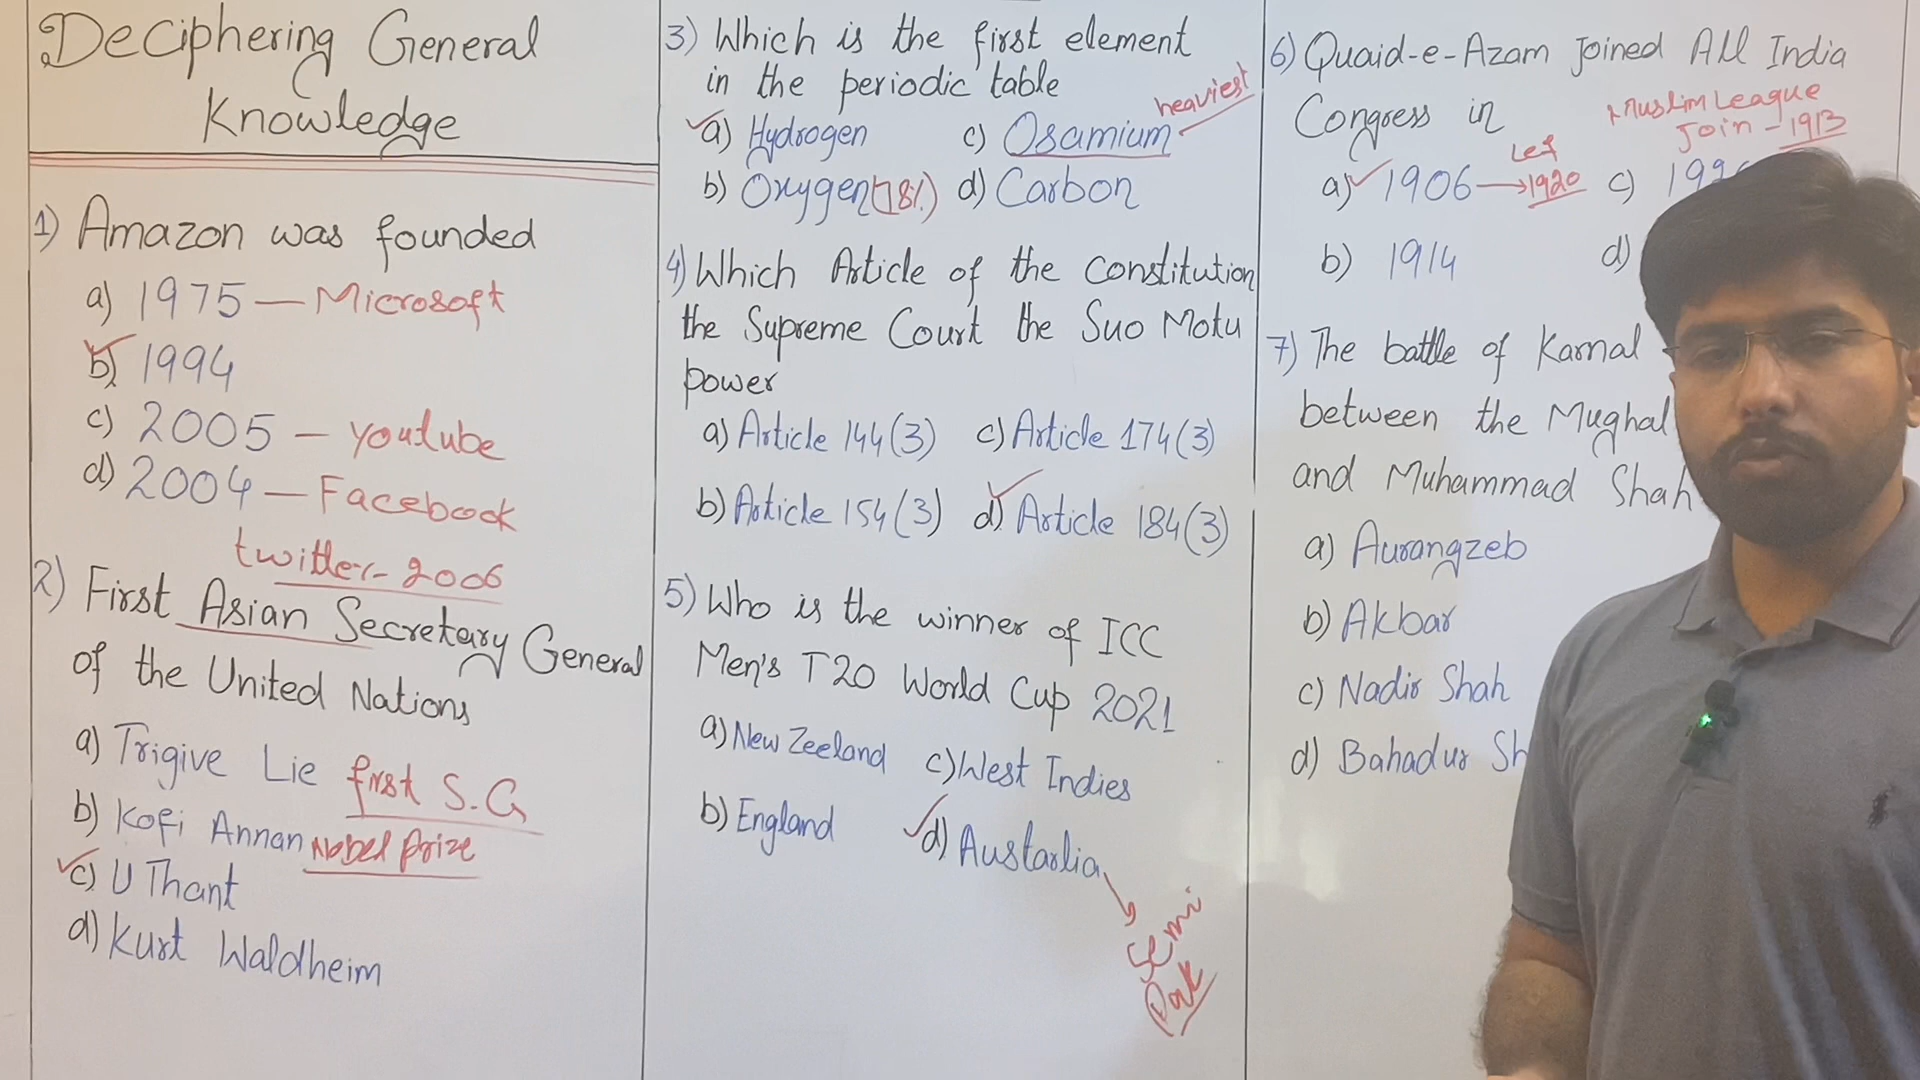 Deciphering General
Knowledge
1) Amazon was founded
a) 1975 — Microsoft
b) 1994
c) 2005 — youtube
d) 2004 — Facebook
twitter - 2006
2) First Asian Secretary General
of the United Nations
a) Trigive Lie first S.G
b) Kofi Annan Nobel Prize
c) U Thant
d) Kurt Waldheim
3) Which is the first element
in the periodic table
heaviest
a) Hydrogen c) Osamium
b) Oxygen d) Carbon
4) Which Article of the constitution
the Supreme Court the Suo Motu
power
a) Article 144(3) c) Article 174(3)
b) Article 154(3) d) Article 184(3)
5) Who is the winner of ICC
Men's T20 World Cup 2021
a) New Zeeland c) West Indies
b) England d) Austarlia
Semi
Pak
6) Quaid-e-Azam joined All India
Congress in
Muslim League
Join - 1913
Left
a) 1906 → 1920 c)
b) 1914 d)
7) The battle of Karnal
between the Mughal
and Muhammad Shah
a) Aurangzeb
b) Akbar
c) Nadir Shah
d) Bahadur Sh